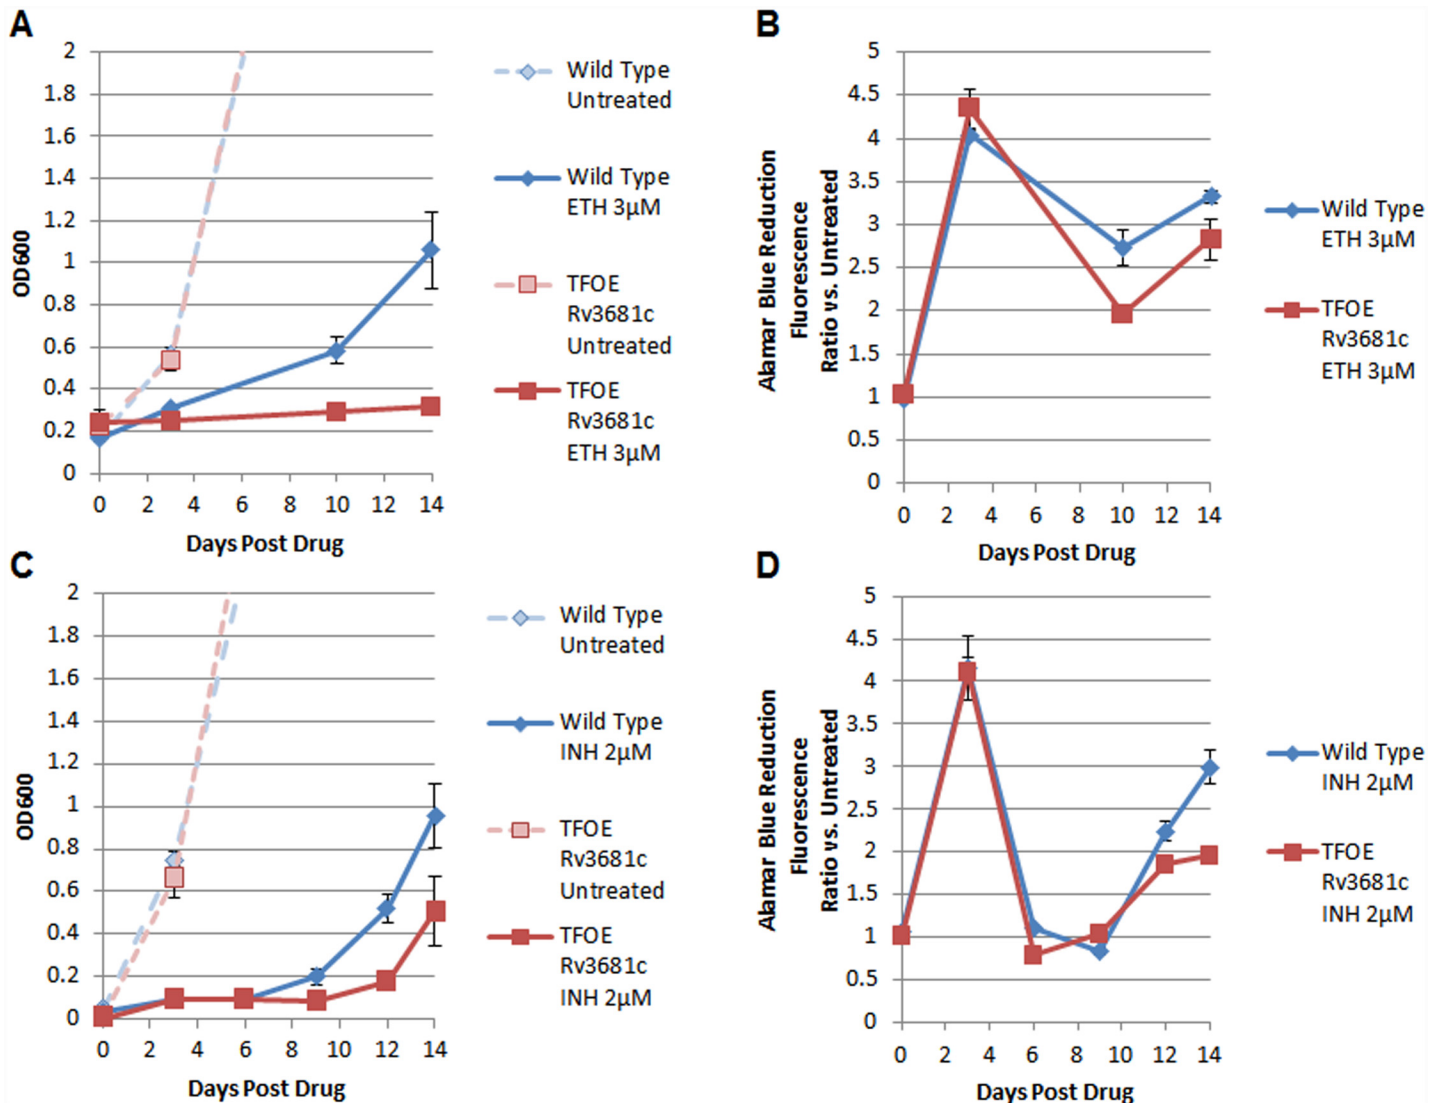 A
2
1.8
1.6
1.4
1.2
1
0.8
0.6
0.4
0.2
0
OD600
0 2 4 6 8 10 12 14
Days Post Drug
Wild Type
Untreated
Wild Type
ETH 3µM
TFOE
Rv3681c
Untreated
TFOE
Rv3681c
ETH 3µM
B
5
4.5
4
3.5
3
2.5
2
1.5
1
0.5
0
Alamar Blue Reduction
Fluorescence
Ratio vs. Untreated
0 2 4 6 8 10 12 14
Days Post Drug
Wild Type
ETH 3µM
TFOE
Rv3681c
ETH 3µM
C
2
1.8
1.6
1.4
1.2
1
0.8
0.6
0.4
0.2
0
OD600
0 2 4 6 8 10 12 14
Days Post Drug
Wild Type
Untreated
Wild Type
INH 2µM
TFOE
Rv3681c
Untreated
TFOE
Rv3681c
INH 2µM
D
5
4.5
4
3.5
3
2.5
2
1.5
1
0.5
0
Alamar Blue Reduction
Fluorescence
Ratio vs. Untreated
0 2 4 6 8 10 12 14
Days Post Drug
Wild Type
INH 2µM
TFOE
Rv3681c
INH 2µM